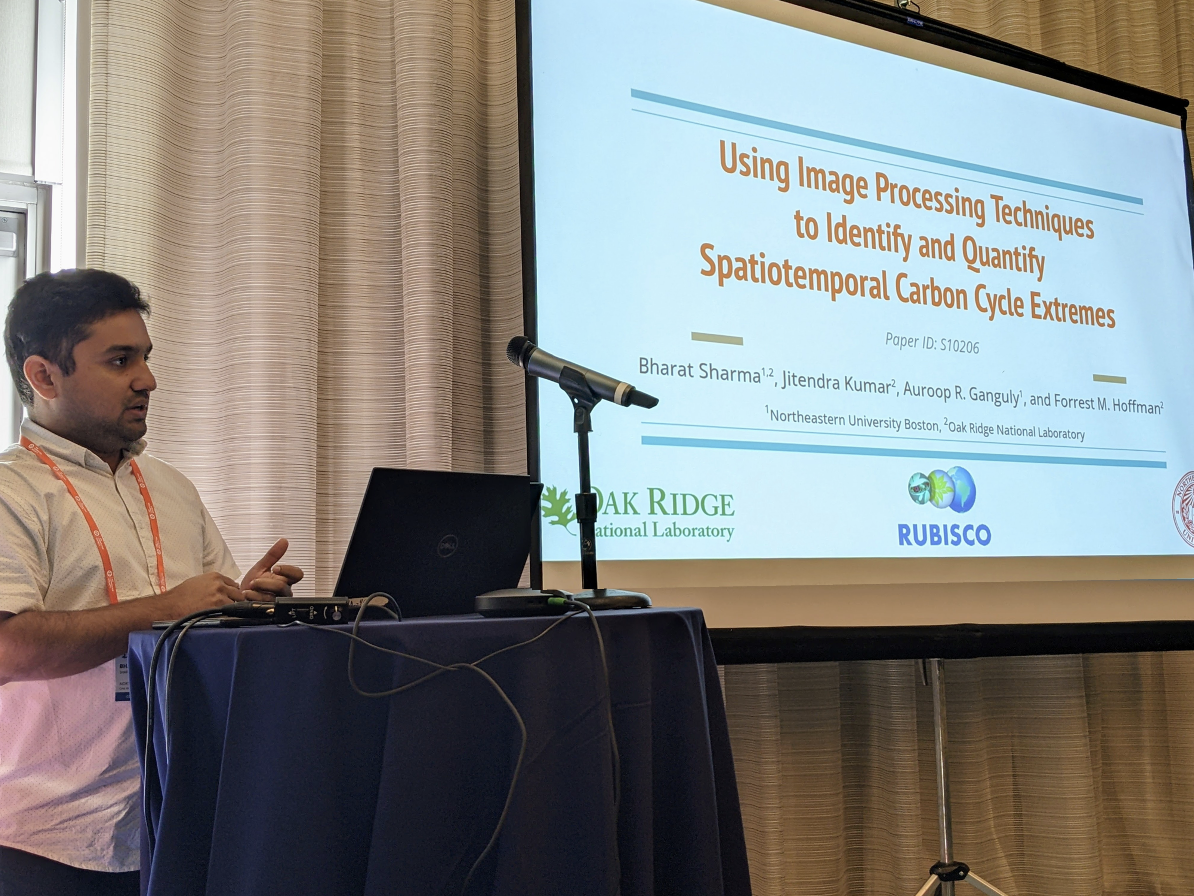 Using Image Processing Techniques
to Identify and Quantify
Spatiotemporal Carbon Cycle Extremes
Paper ID: S10206
Bharat Sharma¹,², Jitendra Kumar², Auroop R. Ganguly¹, and Forrest M. Hoffman²
¹Northeastern University Boston, ²Oak Ridge National Laboratory
OAK RIDGE
National Laboratory
RUBISCO
DELL